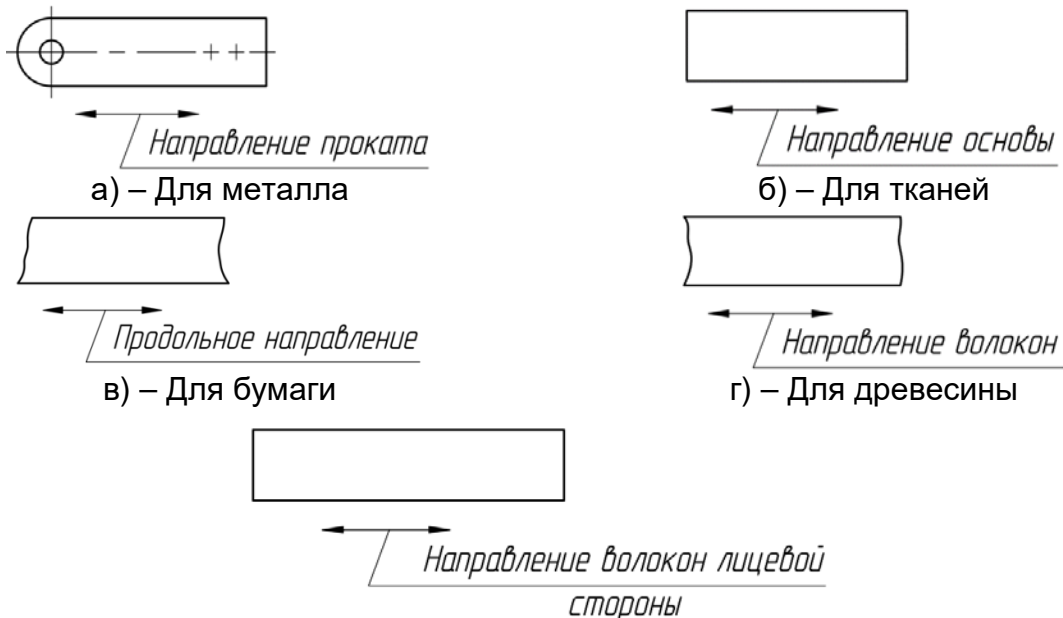 Направление проката
Направление основы
а) – Для металла
б) – Для тканей
Продольное направление
Направление волокон
в) – Для бумаги
г) – Для древесины
Направление волокон лицевой
стороны